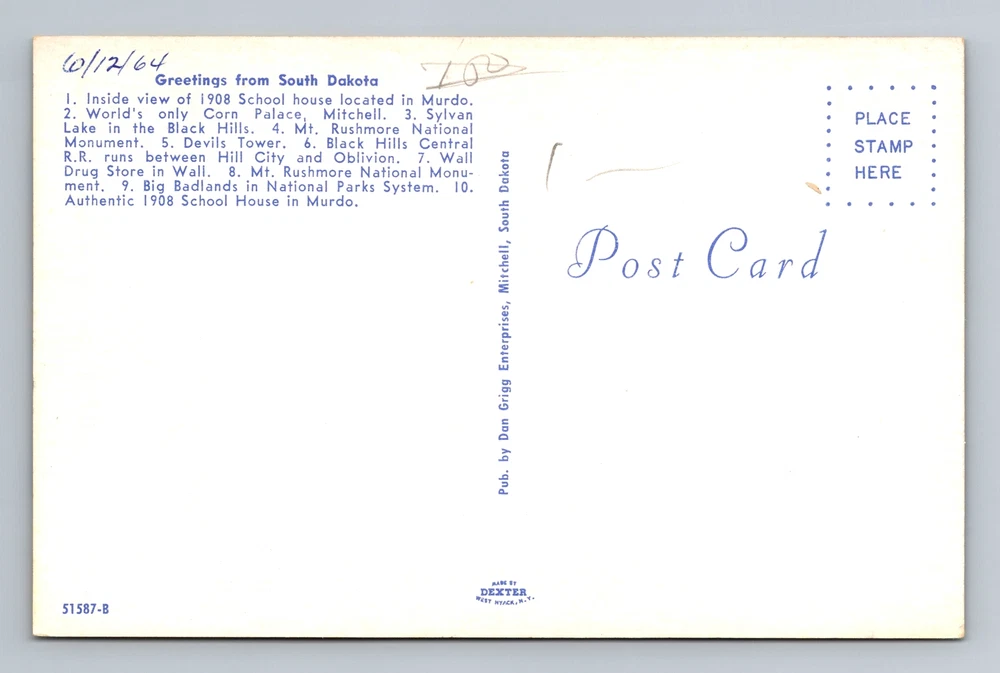 6/12/64
Greetings from South Dakota
1. Inside view of 1908 School house located in Murdo.
2. World's only Corn Palace, Mitchell. 3. Sylvan
Lake in the Black Hills. 4. Mt. Rushmore National
Monument. 5. Devils Tower. 6. Black Hills Central
R.R. runs between Hill City and Oblivion. 7. Wall
Drug Store in Wall. 8. Mt. Rushmore National Monu-
ment. 9. Big Badlands in National Parks System. 10.
Authentic 1908 School House in Murdo.
Pub. by Dan Grigg Enterprises, Mitchell, South Dakota
PLACE
STAMP
HERE
Post Card
51587-B
MADE BY
DEXTER
WEST NYACK, N.Y.